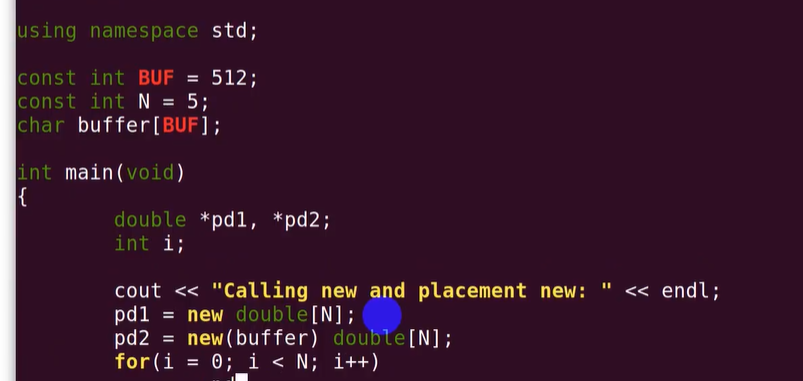 using namespace std;
const int BUF = 512;
const int N = 5;
char buffer[BUF];
int main(void)
{
double *pd1, *pd2;
int i;
cout << "Calling new and placement new: " << endl;
pd1 = new double[N];
pd2 = new(buffer) double[N];
for(i = 0; i < N; i++)